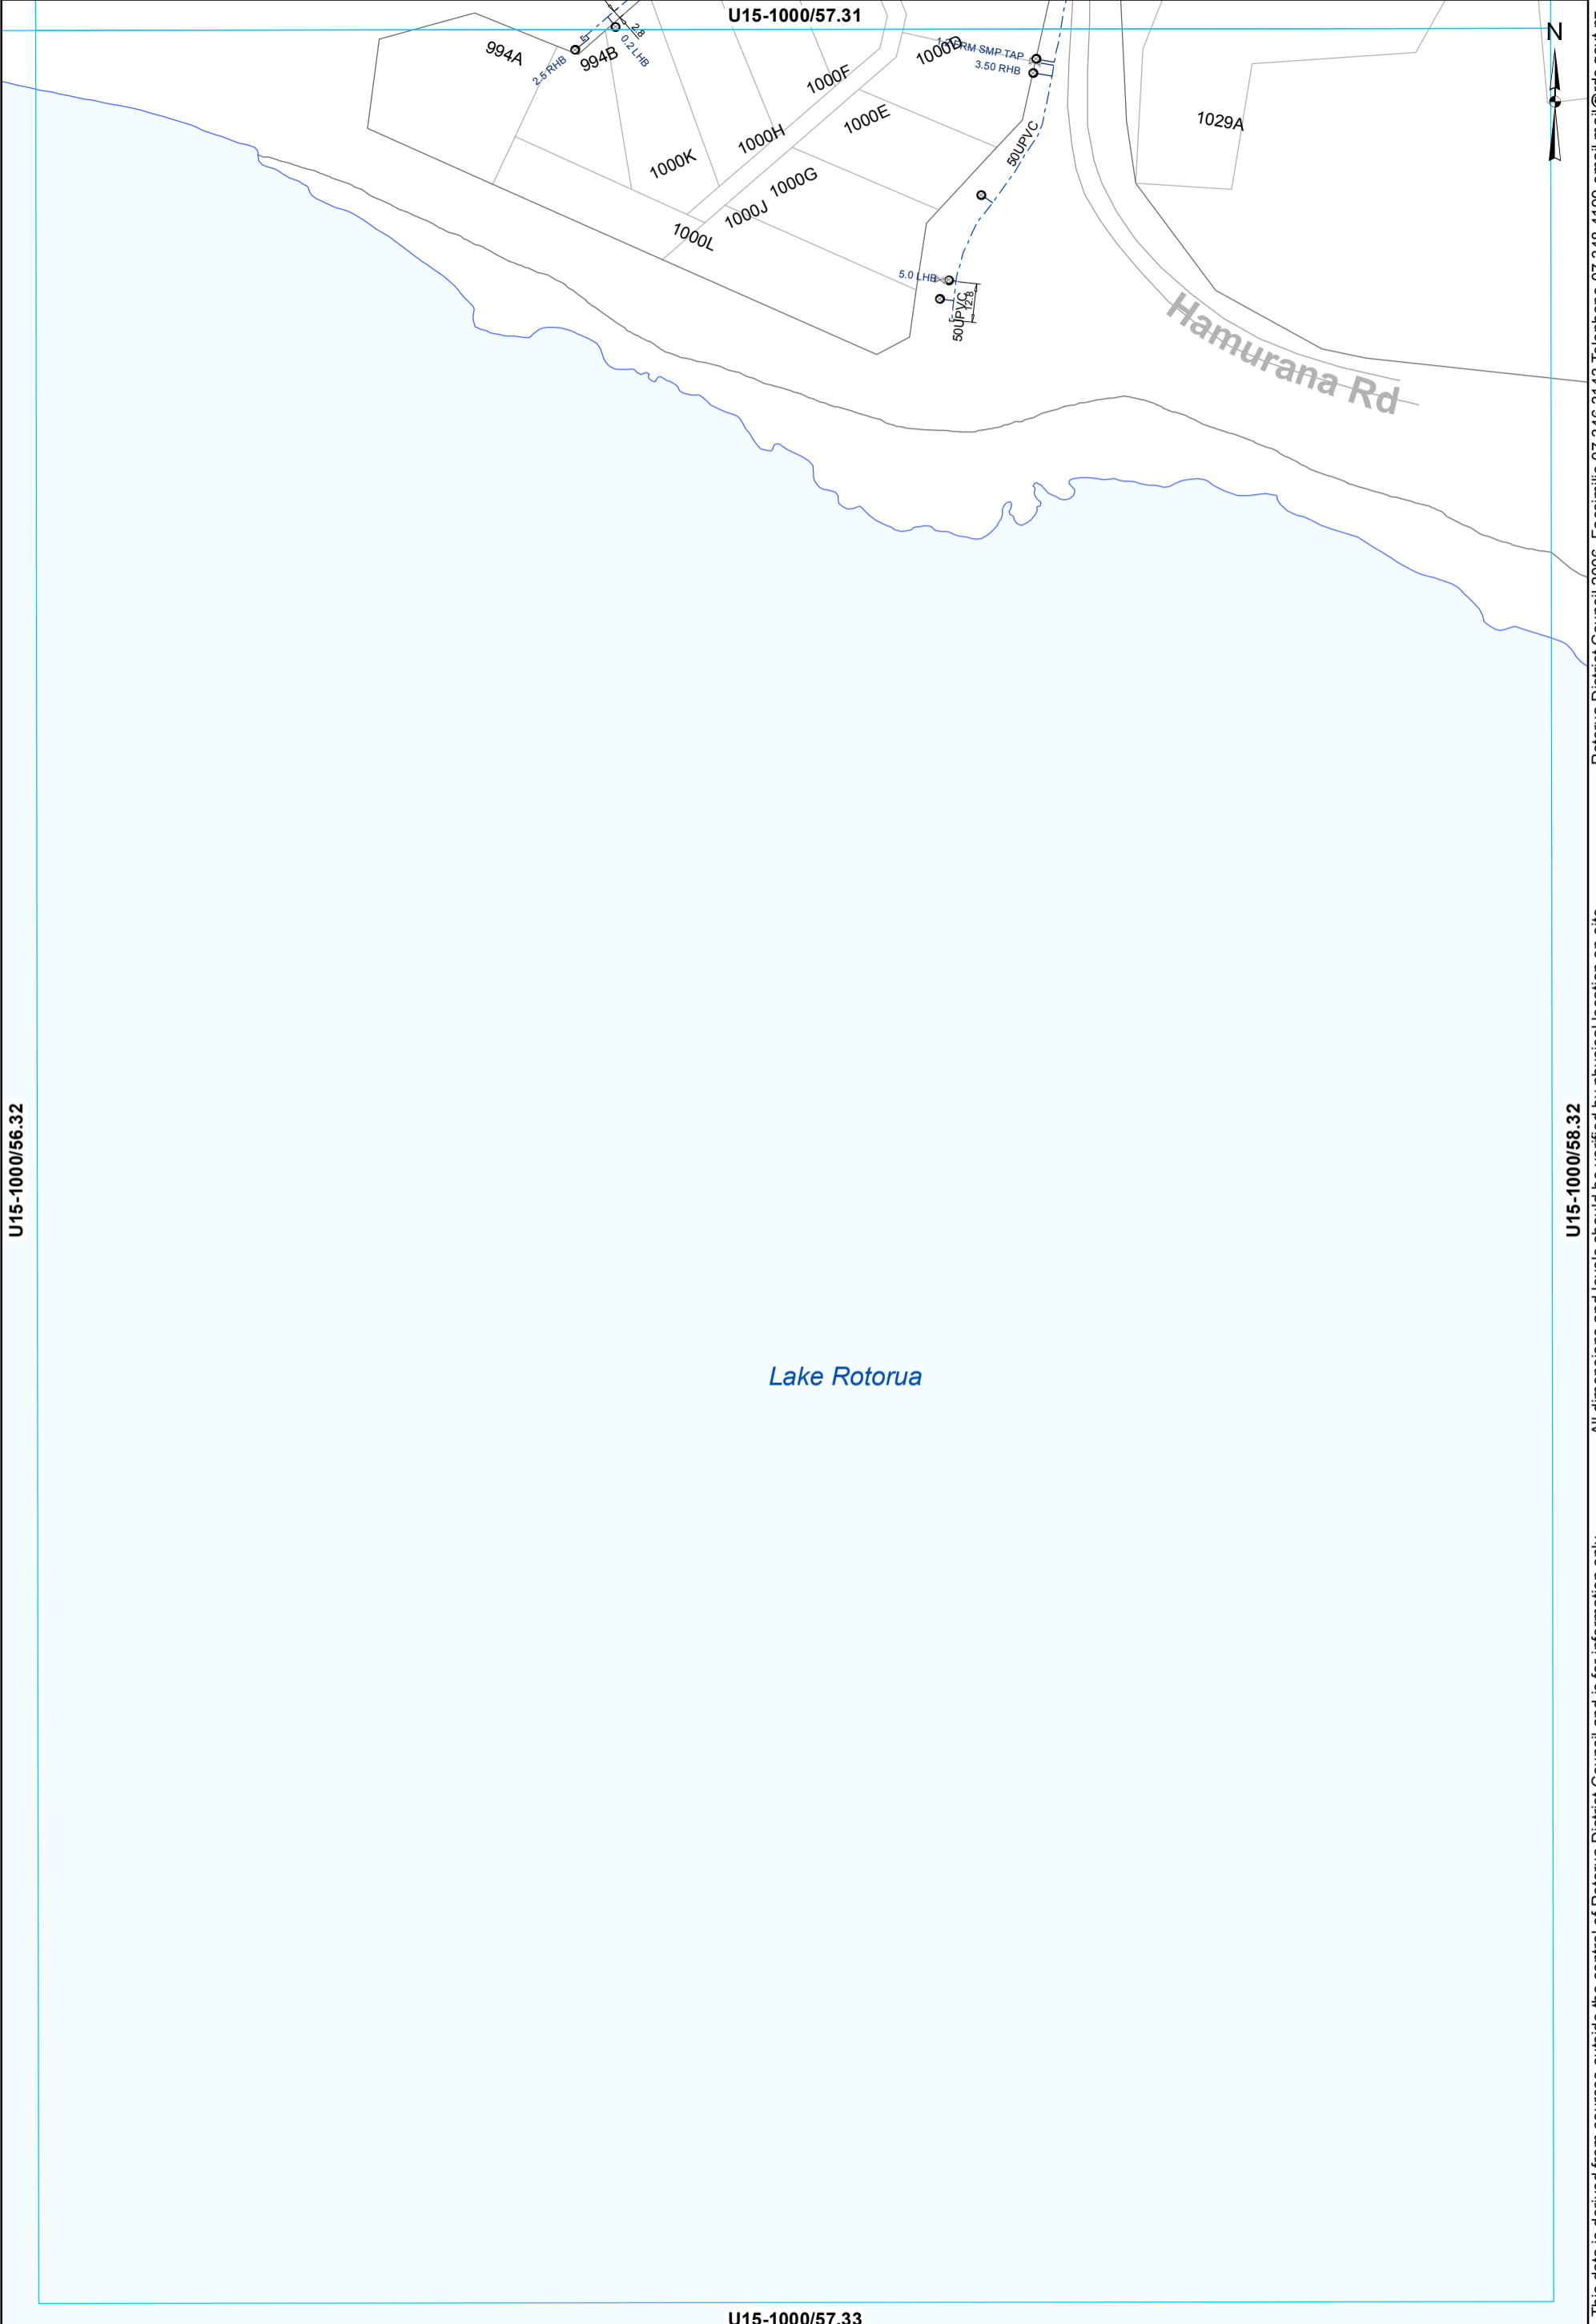 U15-1000/57.31
N
994A
994B
2.5 RHB
0.2 LHB
2.8
1000D
SMP TAP
3.50 RHB
1000F
1000E
1000H
1000K
1000G
1000J
1000L
1029A
50UPVC
5.0 LHB
12.8
50UPVC
Hamurana Rd
U15-1000/56.32
U15-1000/58.32
Lake Rotorua
U15-1000/57.33